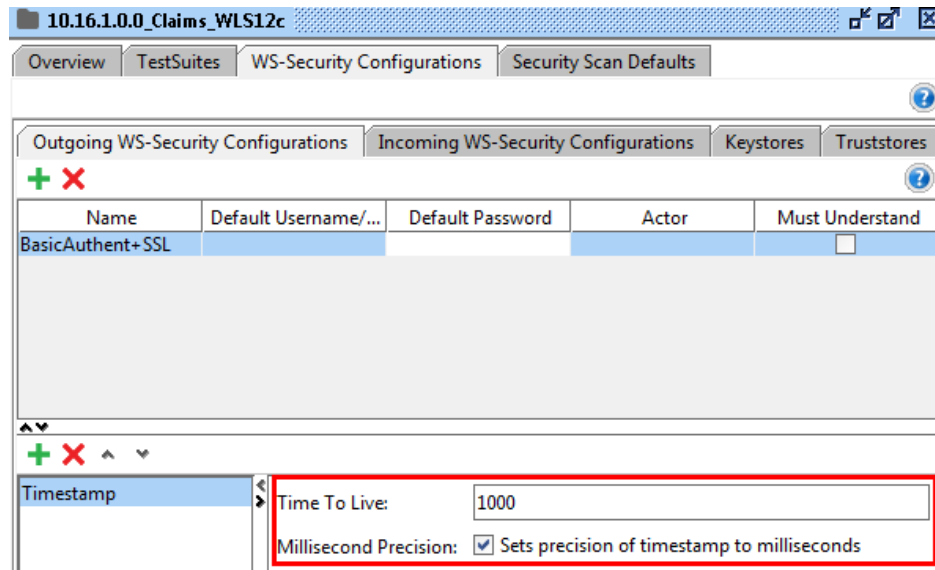 10.16.1.0.0_Claims_WLS12c
Overview TestSuites WS-Security Configurations Security Scan Defaults
Outgoing WS-Security Configurations Incoming WS-Security Configurations Keystores Truststores
Name Default Username/... Default Password Actor Must Understand
BasicAuthent+SSL
Timestamp
Time To Live: 1000
Millisecond Precision: Sets precision of timestamp to milliseconds